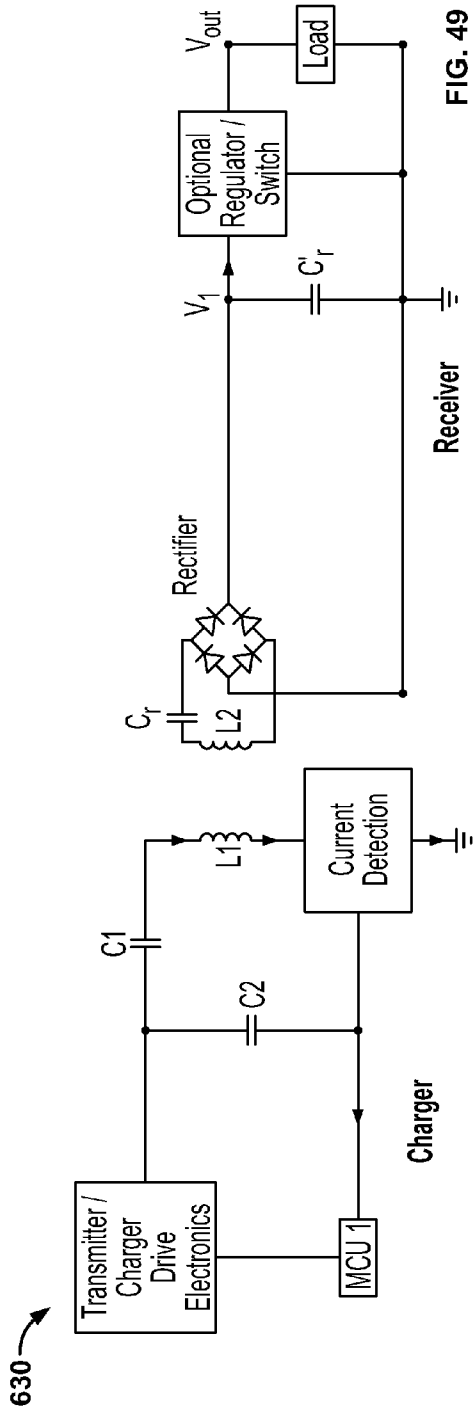 630
Transmitter /
Charger
Drive
Electronics
MCU 1
C1
C2
L1
Current
Detection
Charger
Cr
L2
Rectifier
V1
C'r
Optional
Regulator /
Switch
Vout
Load
Receiver
FIG. 49